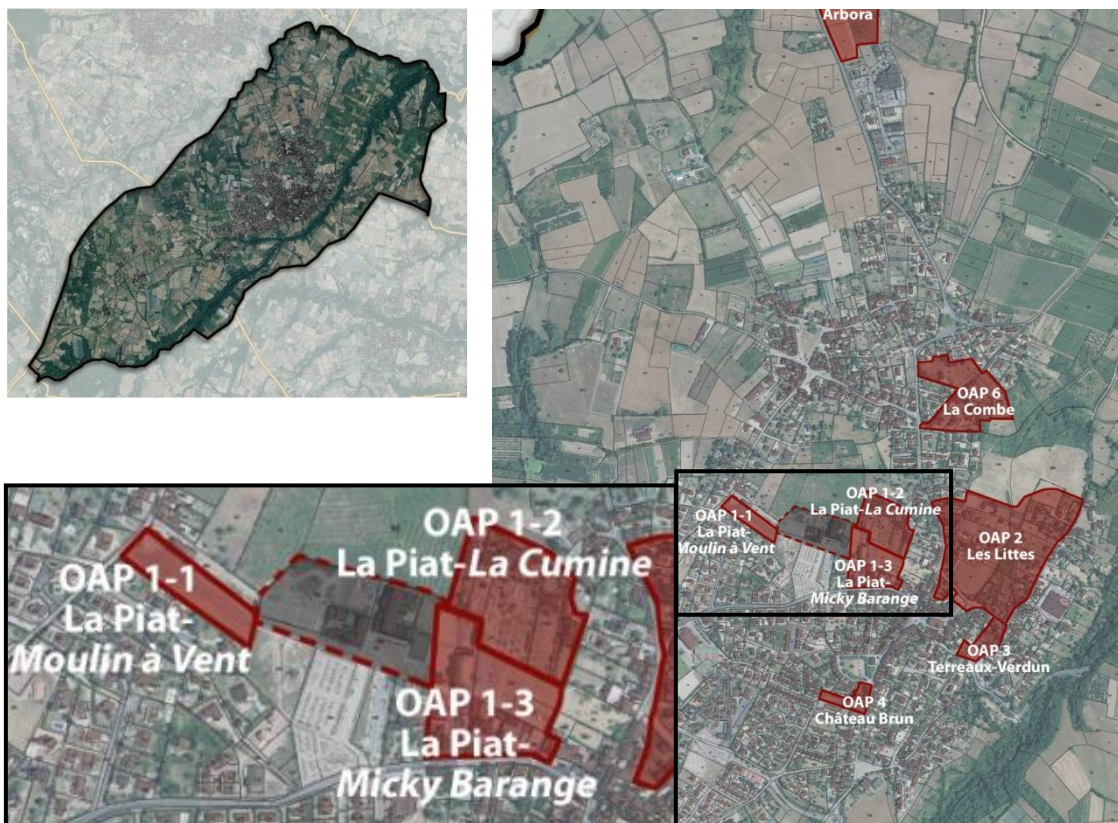 Arbora
OAP 6
La Combe
OAP 1-2
La Piat-La Cumine
OAP 1-1
La Piat-
Moulin à Vent
OAP 1-3
La Piat-
Micky Barange
OAP 2
Les Littes
OAP 3
Terreaux-Verdun
OAP 4
Château Brun
OAP 1-2
La Piat-La Cumine
OAP 1-1
La Piat-
Moulin à Vent
OAP 1-3
La Piat-
Micky Barange